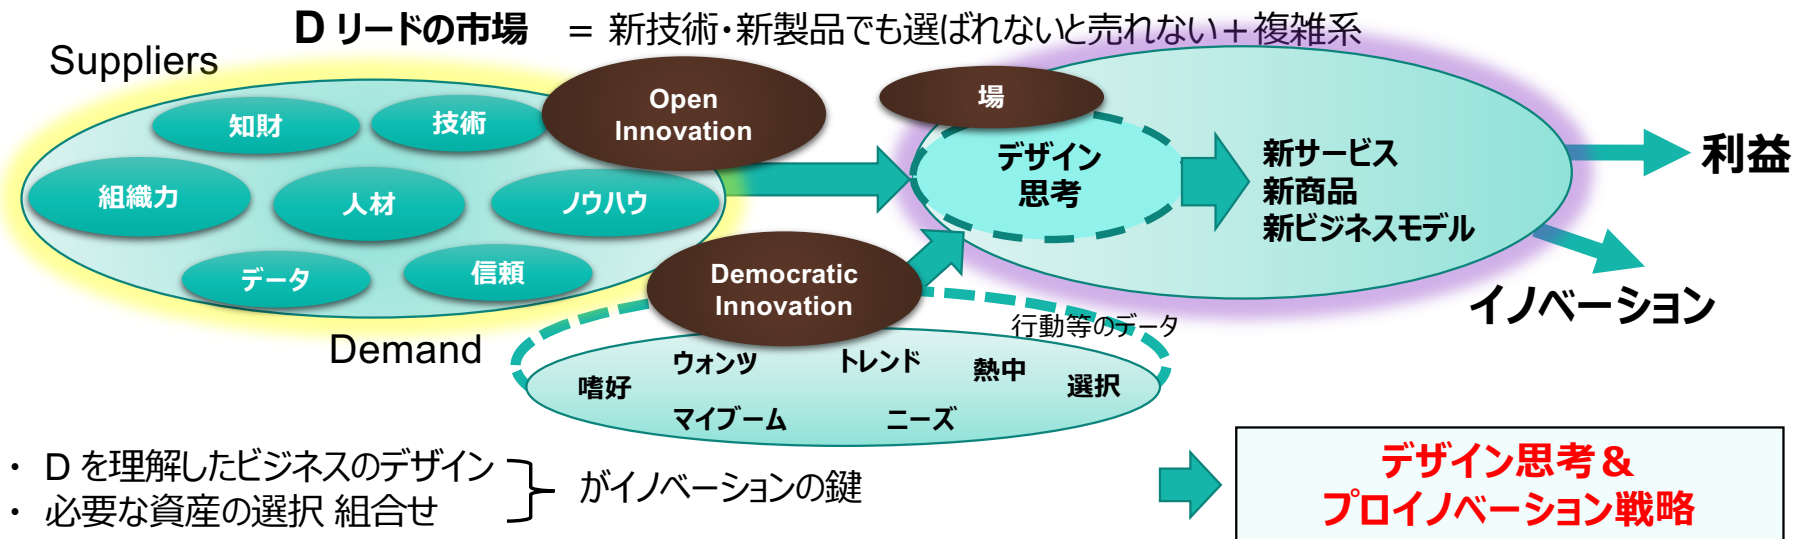 D リードの市場 = 新技術・新製品でも選ばれないと売れない+複雑系
Suppliers
知財
技術
組織力
人材
ノウハウ
データ
信頼
Open
Innovation
場
デザイン
思考
新サービス
新商品
新ビジネスモデル
利益
イノベーション
Democratic
Innovation
Demand
行動等のデータ
嗜好
ウォンツ
トレンド
熱中
選択
マイブーム
ニーズ
・ D を理解したビジネスのデザイン
・ 必要な資産の選択 組合せ
がイノベーションの鍵
デザイン思考&
プロイノベーション戦略